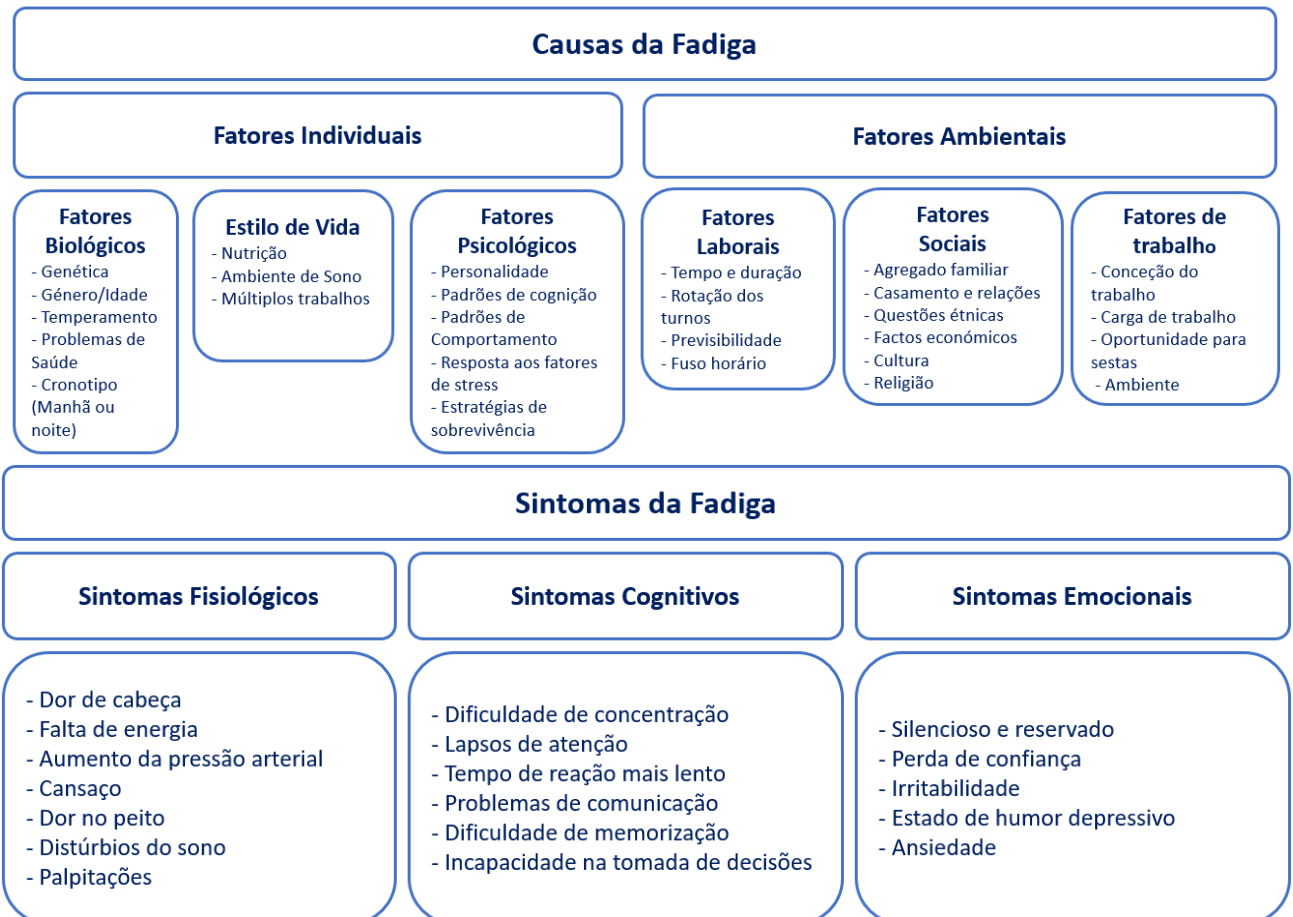 Causas da Fadiga
Fatores Individuais
Fatores Ambientais
Fatores
Biológicos
- Genética
- Género/Idade
- Temperamento
- Problemas de
Saúde
- Cronotipo
(Manhã ou
noite)
Estilo de Vida
- Nutrição
- Ambiente de Sono
- Múltiplos trabalhos
Fatores
Psicológicos
- Personalidade
- Padrões de cognição
- Padrões de
Comportamento
- Resposta aos fatores
de stress
- Estratégias de
sobrevivência
Fatores
Laborais
- Tempo e duração
- Rotação dos
turnos
- Previsibilidade
- Fuso horário
Fatores
Sociais
- Agregado familiar
- Casamento e relações
- Questões étnicas
- Factos económicos
- Cultura
- Religião
Fatores de
trabalho
- Conceção do
trabalho
- Carga de trabalho
- Oportunidade para
sestas
- Ambiente
Sintomas da Fadiga
Sintomas Fisiológicos
Sintomas Cognitivos
Sintomas Emocionais
- Dor de cabeça
- Falta de energia
- Aumento da pressão arterial
- Cansaço
- Dor no peito
- Distúrbios do sono
- Palpitações
- Dificuldade de concentração
- Lapsos de atenção
- Tempo de reação mais lento
- Problemas de comunicação
- Dificuldade de memorização
- Incapacidade na tomada de decisões
- Silencioso e reservado
- Perda de confiança
- Irritabilidade
- Estado de humor depressivo
- Ansiedade